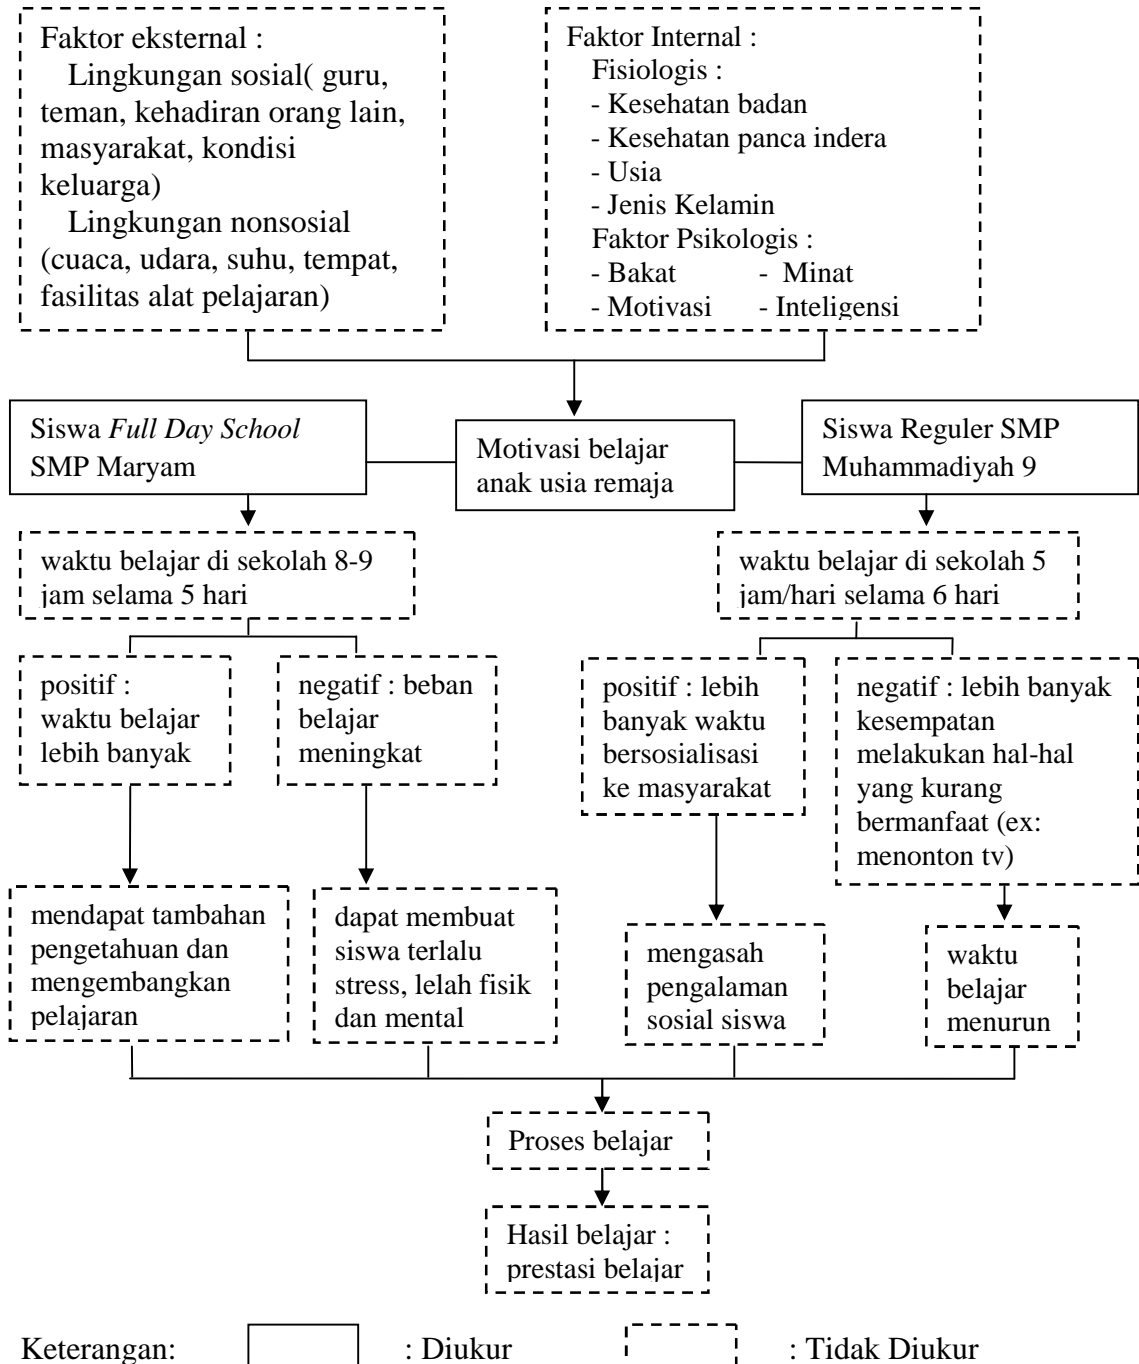 Faktor eksternal :
Lingkungan sosial( guru,
teman, kehadiran orang lain,
masyarakat, kondisi
keluarga)
Lingkungan nonsosial
(cuaca, udara, suhu, tempat,
fasilitas alat pelajaran)
Faktor Internal :
Fisiologis :
- Kesehatan badan
- Kesehatan panca indera
- Usia
- Jenis Kelamin
Faktor Psikologis :
- Bakat - Minat
- Motivasi - Inteligensi
Siswa Full Day School
SMP Maryam
Motivasi belajar
anak usia remaja
Siswa Reguler SMP
Muhammadiyah 9
waktu belajar di sekolah 8-9
jam selama 5 hari
waktu belajar di sekolah 5
jam/hari selama 6 hari
positif :
waktu belajar
lebih banyak
negatif : beban
belajar
meningkat
positif : lebih
banyak waktu
bersosialisasi
ke masyarakat
negatif : lebih banyak
kesempatan
melakukan hal-hal
yang kurang
bermanfaat (ex:
menonton tv)
mendapat tambahan
pengetahuan dan
mengembangkan
pelajaran
dapat membuat
siswa terlalu
stress, lelah fisik
dan mental
mengasah
pengalaman
sosial siswa
waktu
belajar
menurun
Proses belajar
Hasil belajar :
prestasi belajar
Keterangan: : Diukur : Tidak Diukur